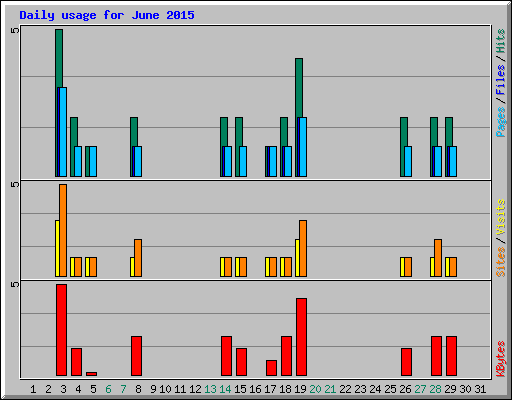 Daily usage for June 2015
5
Pages/Files/Hits
5
Sites/Visits
5
KBytes
1 2 3 4 5 6 7 8 9 10 11 12 13 14 15 16 17 18 19 20 21 22 23 24 25 26 27 28 29 30 31